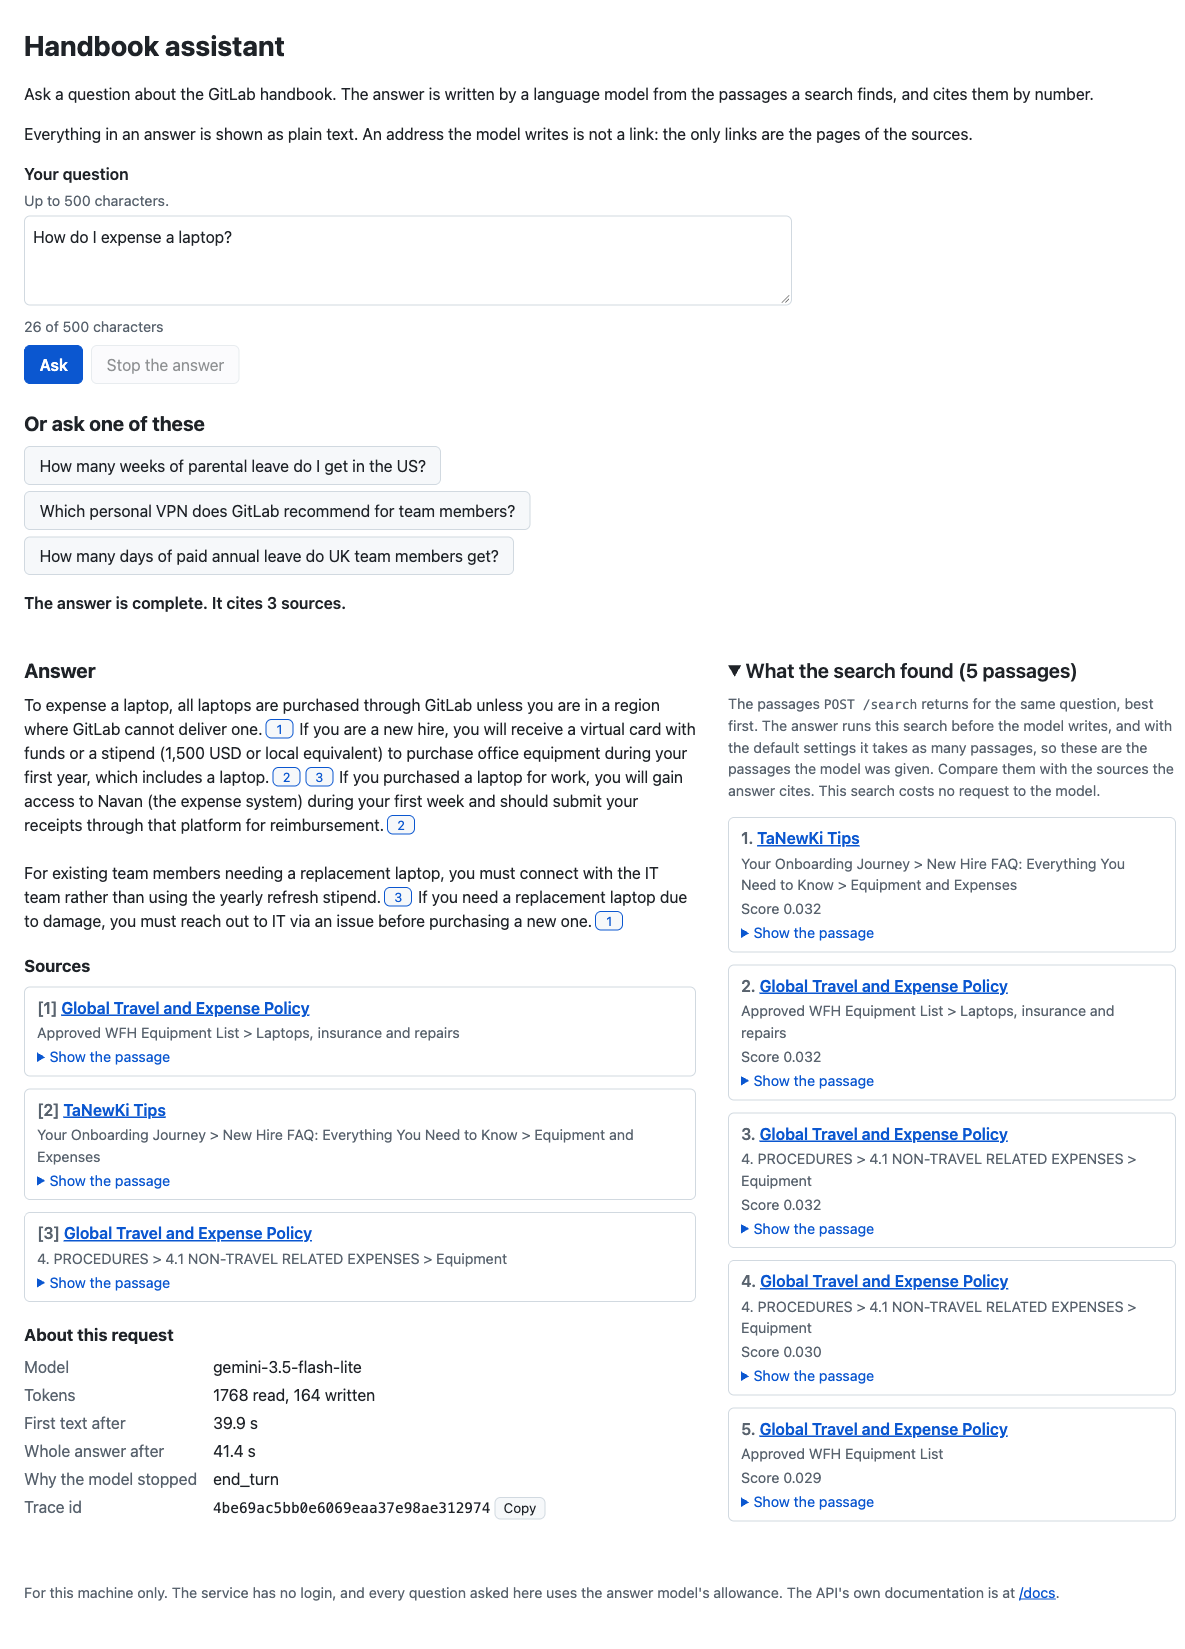 Handbook assistant
Ask a question about the GitLab handbook. The answer is written by a language model from the passages a search finds, and cites them by number.
Everything in an answer is shown as plain text. An address the model writes is not a link: the only links are the pages of the sources.
Your question
Up to 500 characters.
How do I expense a laptop?
26 of 500 characters
Ask
Stop the answer
Or ask one of these
How many weeks of parental leave do I get in the US?
Which personal VPN does GitLab recommend for team members?
How many days of paid annual leave do UK team members get?
The answer is complete. It cites 3 sources.
Answer
To expense a laptop, all laptops are purchased through GitLab unless you are in a region
where GitLab cannot deliver one. 1 If you are a new hire, you will receive a virtual card with
funds or a stipend (1,500 USD or local equivalent) to purchase office equipment during your
first year, which includes a laptop. 2 3 If you purchased a laptop for work, you will gain
access to Navan (the expense system) during your first week and should submit your
receipts through that platform for reimbursement. 2
For existing team members needing a replacement laptop, you must connect with the IT
team rather than using the yearly refresh stipend. 3 If you need a replacement laptop due
to damage, you must reach out to IT via an issue before purchasing a new one. 1
Sources
[1] Global Travel and Expense Policy
Approved WFH Equipment List > Laptops, insurance and repairs
Show the passage
[2] TaNewKi Tips
Your Onboarding Journey > New Hire FAQ: Everything You Need to Know > Equipment and
Expenses
Show the passage
[3] Global Travel and Expense Policy
4. PROCEDURES > 4.1 NON-TRAVEL RELATED EXPENSES > Equipment
Show the passage
About this request
Model gemini-3.5-flash-lite
Tokens 1768 read, 164 written
First text after 39.9 s
Whole answer after 41.4 s
Why the model stopped end_turn
Trace id 4be69ac5bb0e6069eaa37e98ae312974 Copy
What the search found (5 passages)
The passages POST /search returns for the same question, best
first. The answer runs this search before the model writes, and with
the default settings it takes as many passages, so these are the
passages the model was given. Compare them with the sources the
answer cites. This search costs no request to the model.
1. TaNewKi Tips
Your Onboarding Journey > New Hire FAQ: Everything You
Need to Know > Equipment and Expenses
Score 0.032
Show the passage
2. Global Travel and Expense Policy
Approved WFH Equipment List > Laptops, insurance and
repairs
Score 0.032
Show the passage
3. Global Travel and Expense Policy
4. PROCEDURES > 4.1 NON-TRAVEL RELATED EXPENSES >
Equipment
Score 0.032
Show the passage
4. Global Travel and Expense Policy
4. PROCEDURES > 4.1 NON-TRAVEL RELATED EXPENSES >
Equipment
Score 0.030
Show the passage
5. Global Travel and Expense Policy
Approved WFH Equipment List
Score 0.029
Show the passage
For this machine only. The service has no login, and every question asked here uses the answer model's allowance. The API's own documentation is at /docs.